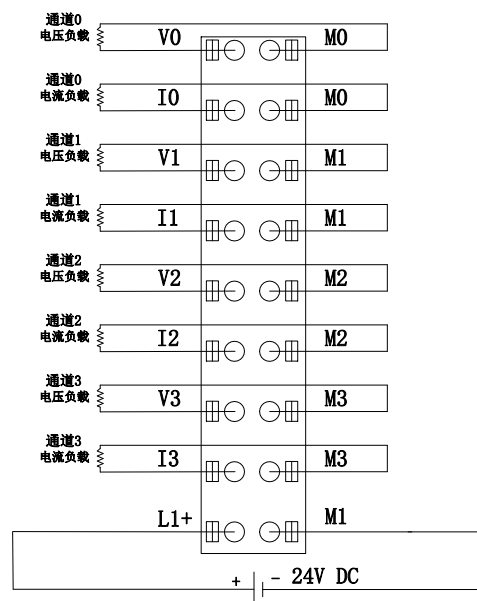 通道0
电压负载
V0
M0
通道0
电流负载
I0
M0
通道1
电压负载
V1
M1
通道1
电流负载
I1
M1
通道2
电压负载
V2
M2
通道2
电流负载
I2
M2
通道3
电压负载
V3
M3
通道3
电流负载
I3
M3
L1+
M1
+
- 24V DC